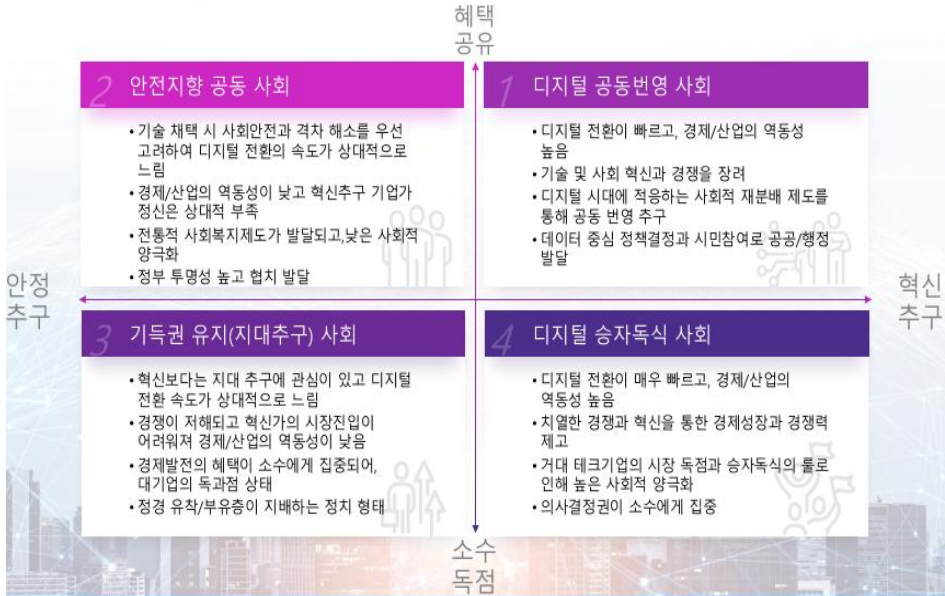 혜택
공유
2 안전지향 공동 사회
• 기술 채택 시 사회안전과 격차 해소를 우선
고려하여 디지털 전환의 속도가 상대적으로
느림
• 경제/산업의 역동성이 낮고 혁신추구 기업가
정신은 상대적 부족
• 전통적 사회복지제도가 발달되고,낮은 사회적
양극화
• 정부 투명성 높고 협치 발달
1 디지털 공동번영 사회
• 디지털 전환이 빠르고, 경제/산업의 역동성
높음
• 기술 및 사회 혁신과 경쟁을 장려
• 디지털 시대에 적응하는 사회적 재분배 제도를
통해 공동 번영 추구
• 데이터 중심 정책결정과 시민참여로 공공/행정
발달
안정
추구
혁신
추구
3 기득권 유지(지대추구) 사회
• 혁신보다는 지대 추구에 관심이 있고 디지털
전환 속도가 상대적으로 느림
• 경쟁이 저해되고 혁신가의 시장진입이
어려워져 경제/산업의 역동성이 낮음
• 경제발전의 혜택이 소수에게 집중되어,
대기업의 독과점 상태
• 정경 유착/부유층이 지배하는 정치 형태
4 디지털 승자독식 사회
• 디지털 전환이 매우 빠르고, 경제/산업의
역동성 높음
• 치열한 경쟁과 혁신을 통한 경제성장과 경쟁력
제고
• 거대 테크기업의 시장 독점과 승자독식의 룰로
인해 높은 사회적 양극화
• 의사결정권이 소수에게 집중
소수
독점